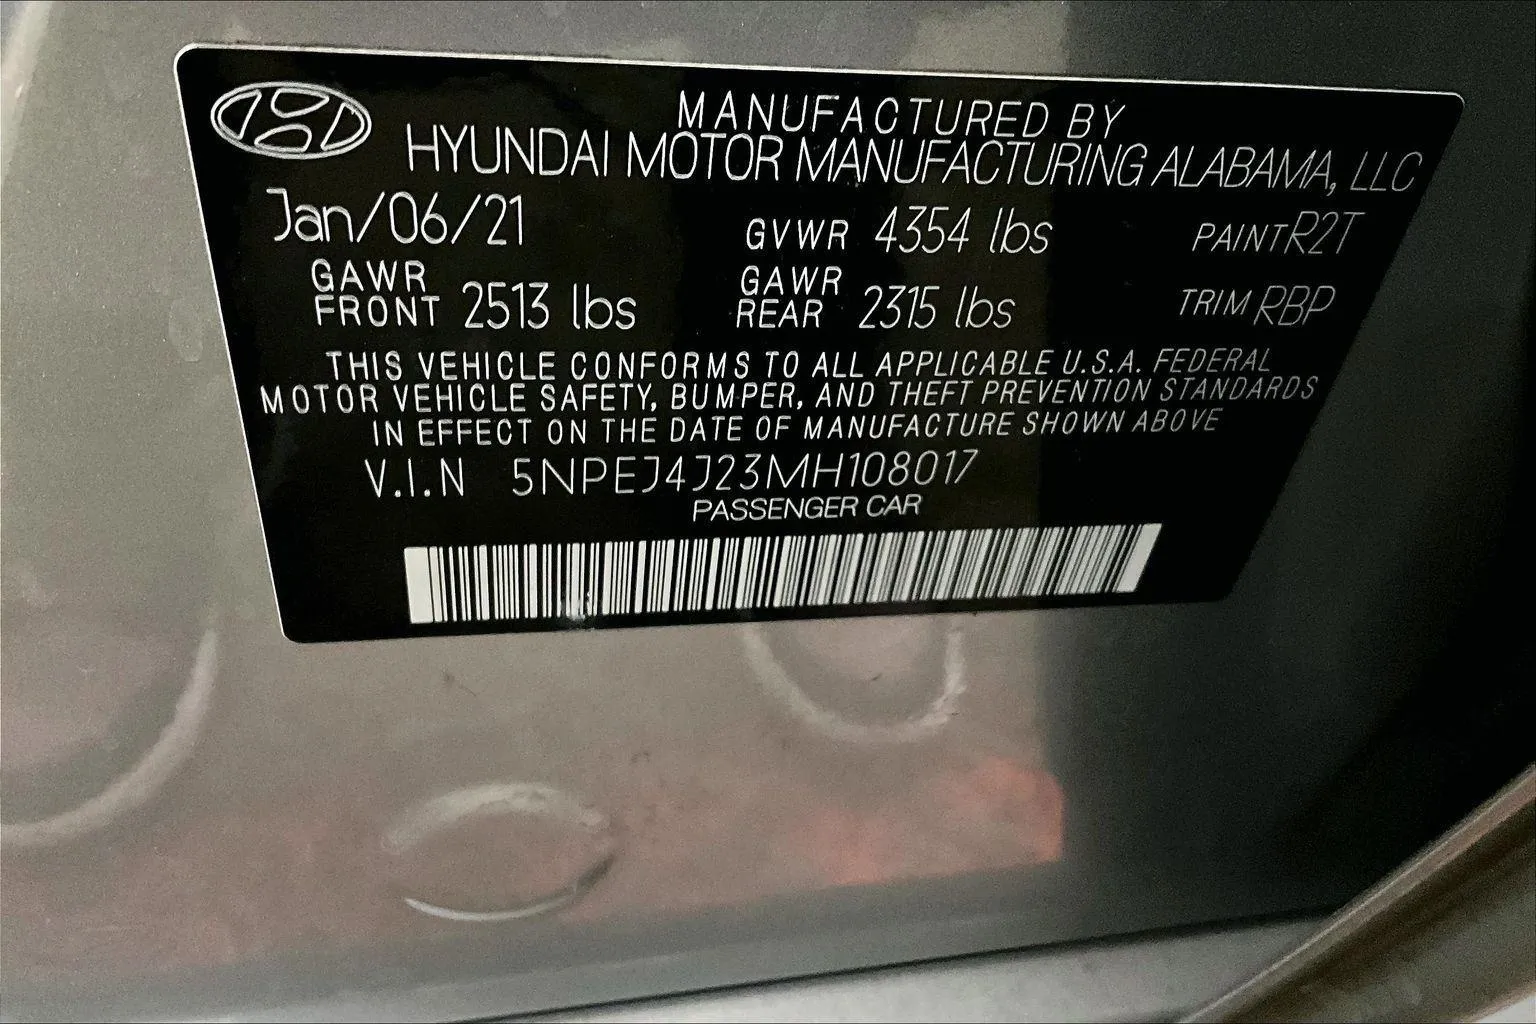 MANUFACTURED BY
HYUNDAI MOTOR MANUFACTURING ALABAMA, LLC
Jan/06/21 GVWR 4354 lbs PAINT R2T
GAWR FRONT 2513 lbs GAWR REAR 2315 lbs TRIM RBP
THIS VEHICLE CONFORMS TO ALL APPLICABLE U.S.A. FEDERAL
MOTOR VEHICLE SAFETY, BUMPER, AND THEFT PREVENTION STANDARDS
IN EFFECT ON THE DATE OF MANUFACTURE SHOWN ABOVE
V.I.N 5NPEJ4J23MH108017
PASSENGER CAR